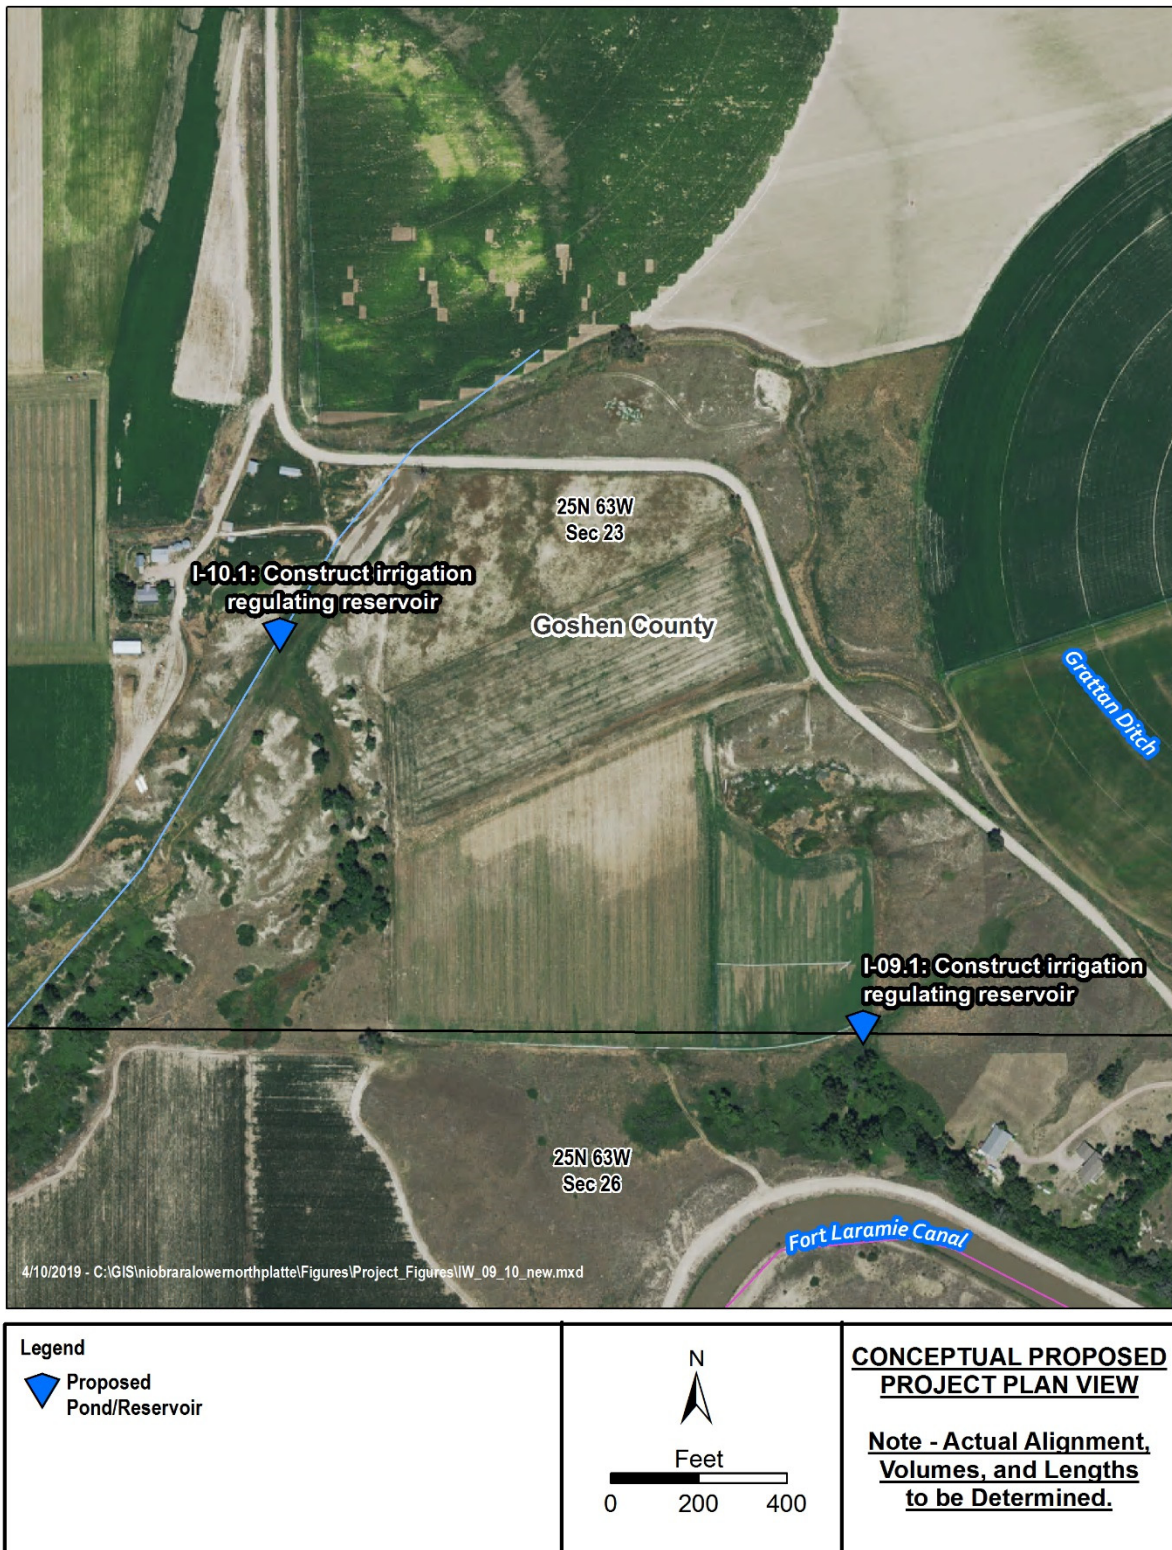 25N 63W
Sec 23
I-10.1: Construct irrigation
regulating reservoir
Goshen County
Grattan Ditch
I-09.1: Construct irrigation
regulating reservoir
25N 63W
Sec 26
Fort Laramie Canal
4/10/2019 - C:\GIS\niobraralowernorthplatte\Figures\Project_Figures\IW_09_10_new.mxd
Legend
Proposed
Pond/Reservoir
N
Feet
0 200 400
CONCEPTUAL PROPOSED
PROJECT PLAN VIEW
Note - Actual Alignment,
Volumes, and Lengths
to be Determined.